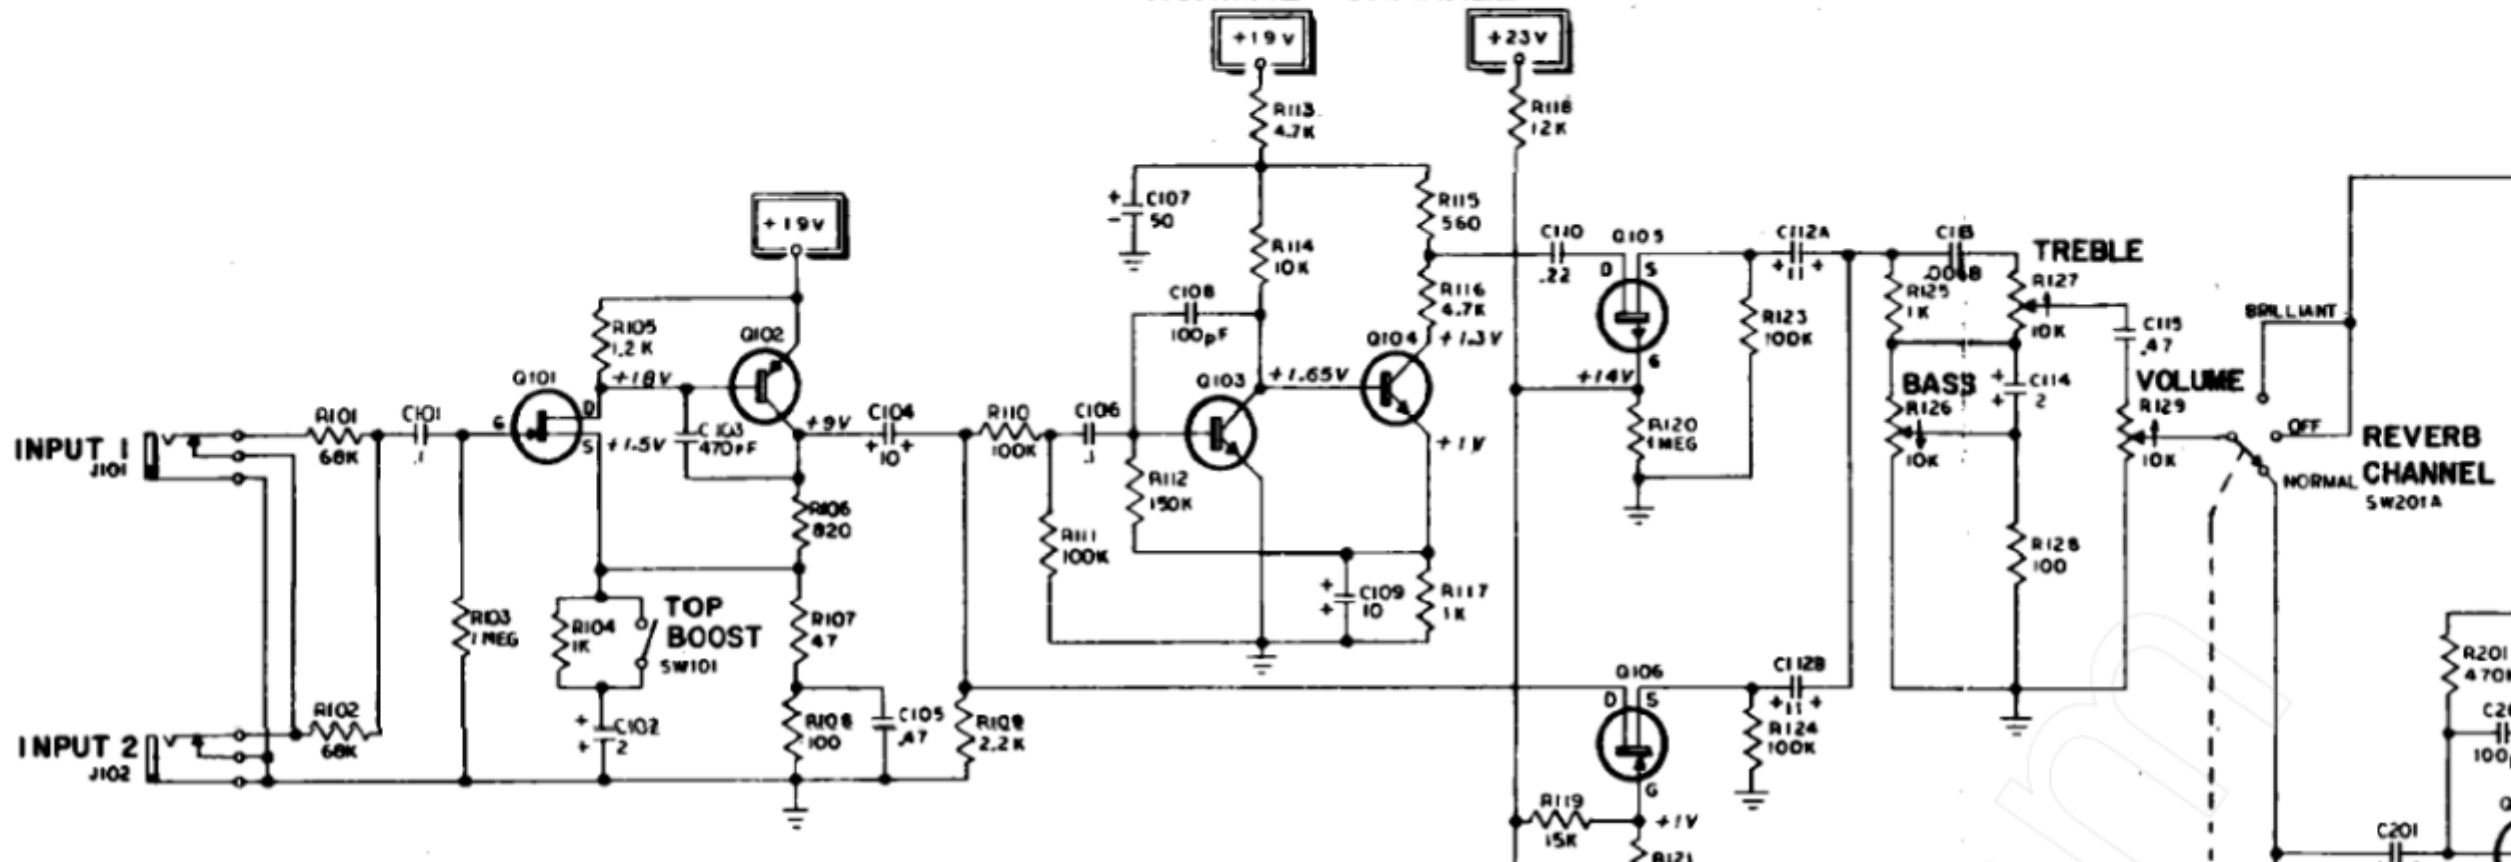 +19V
+23V
R113
4.7K
R118
12K
C107
50
R115
560
R114
10K
+19V
C110
.22
Q105
D
S
G
C112A
11
TREBLE
R125
1K
R127
10K
C108
100pF
R116
4.7K
+1.3V
Q104
R123
100K
BRILLIANT
C115
.47
R105
1.2K
Q102
+18V
Q101
D
G
S
+1.5V
Q103
+1.65V
+14V
BASS
R126
10K
C114
2
VOLUME
R129
10K
OFF
REVERB
CHANNEL
SW201A
NORMAL
INPUT 1
J101
R101
68K
C101
.1
C103
470pF
+9V
C104
10
R110
100K
C106
.1
+1V
R120
1MEG
R112
150K
R106
820
R111
100K
R128
100
C109
10
R117
1K
R103
1MEG
R104
1K
TOP
BOOST
SW101
R107
47
Q106
D
S
G
C112B
11
R201
INPUT 2
J102
R102
68K
C102
2
R108
100
C105
.47
R109
2.2K
R124
100K
R119
15K
+1V
R121
C201